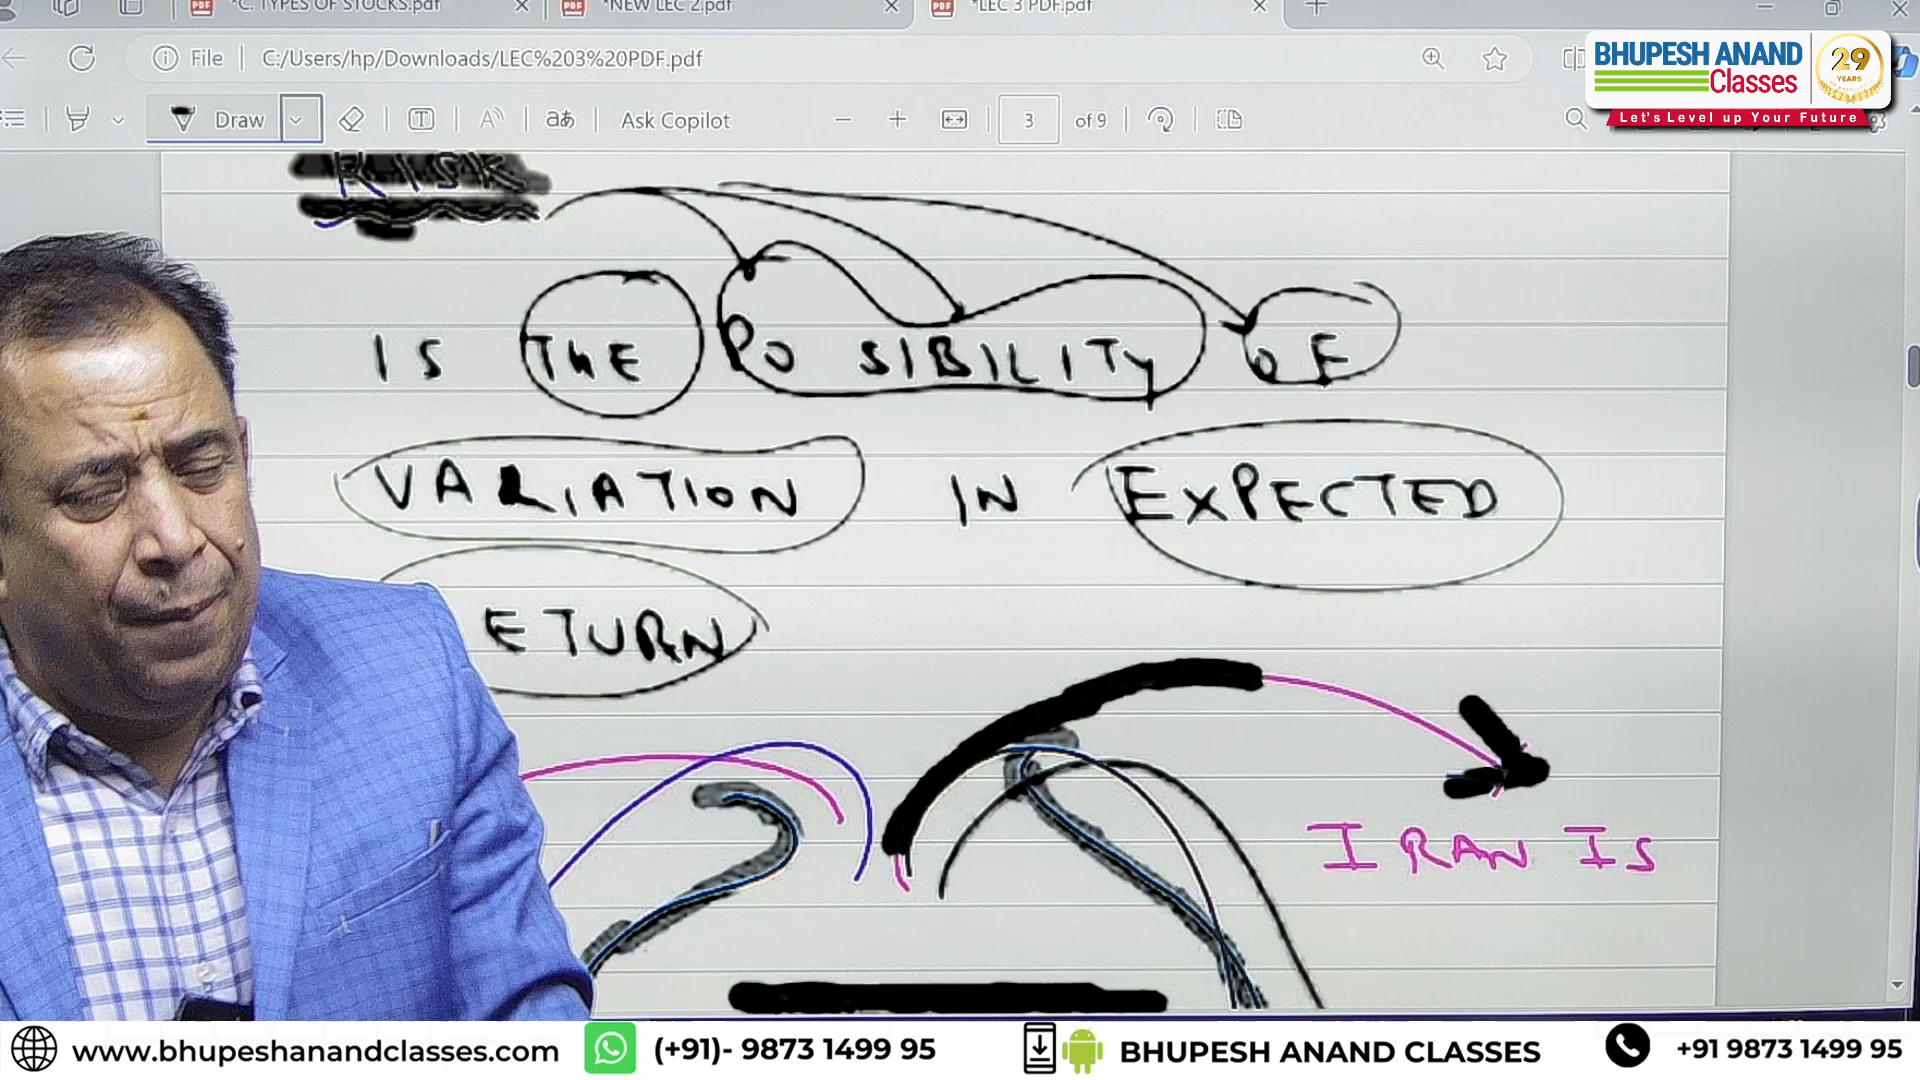 *C. TYPES OF STOCKS.pdf
*NEW LEC 2.pdf
*LEC 3 PDF.pdf
File
C:/Users/hp/Downloads/LEC%203%20PDF.pdf
BHUPESH ANAND
Classes
29
YEARS
Let's Level up Your Future
Draw
Ask Copilot
3 of 9
RISK
IS THE POSIBILITY OF
VARIATION IN EXPECTED
ETURN
IRAN IS
www.bhupeshanandclasses.com
(+91)- 9873 1499 95
BHUPESH ANAND CLASSES
+91 9873 1499 95